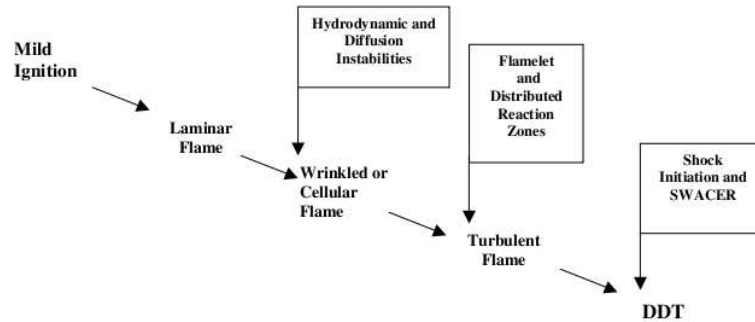 Mild
Ignition
Hydrodynamic and
Diffusion
Instabilities
Laminar
Flame
Flamelet
and
Distributed
Reaction
Zones
Wrinkled or
Cellular
Flame
Shock
Initiation and
SWACER
Turbulent
Flame
DDT